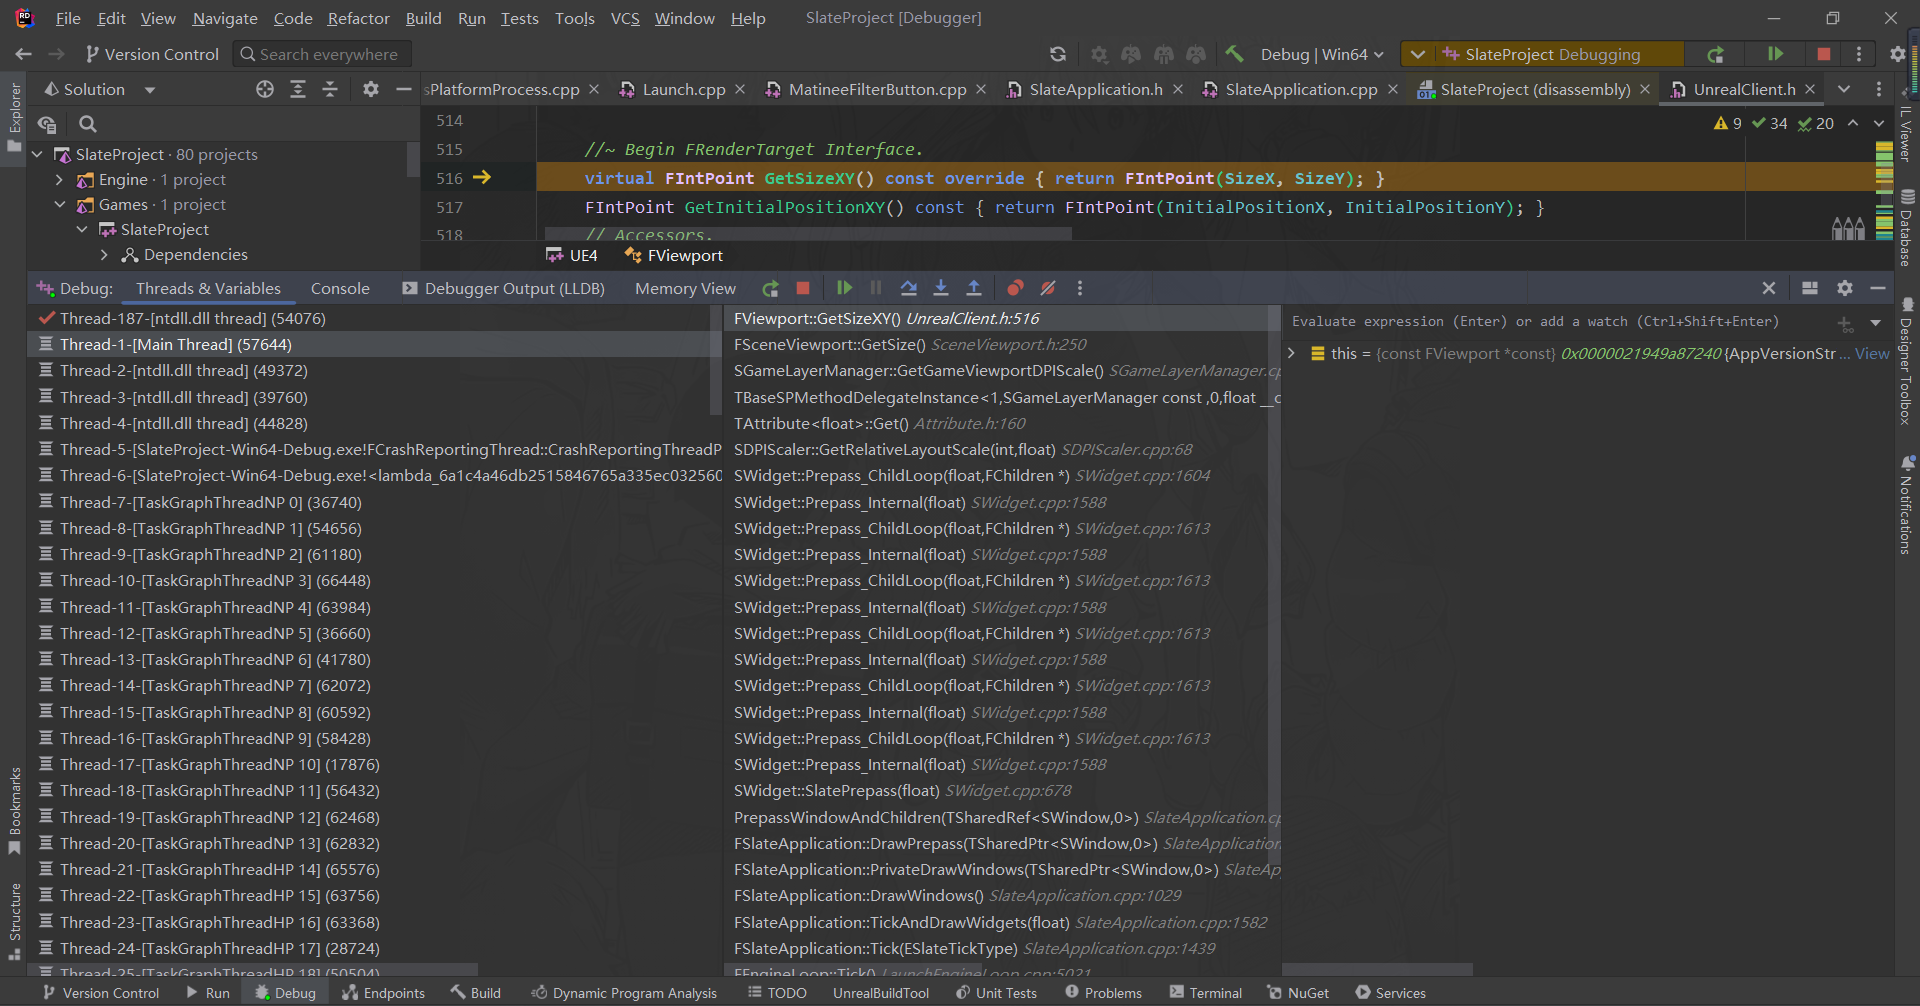 File Edit View Navigate Code Refactor Build Run Tests Tools VCS Window Help SlateProject [Debugger]
Version Control Search everywhere Debug | Win64 SlateProject Debugging
Solution
sPlatformProcess.cpp Launch.cpp MatineeFilterButton.cpp SlateApplication.h SlateApplication.cpp SlateProject (disassembly) UnrealClient.h
Explorer
SlateProject · 80 projects
Engine · 1 project
Games · 1 project
SlateProject
Dependencies
514
515 //~ Begin FRenderTarget Interface.
516 virtual FIntPoint GetSizeXY() const override { return FIntPoint(SizeX, SizeY); }
517 FIntPoint GetInitialPositionXY() const { return FIntPoint(InitialPositionX, InitialPositionY); }
518 // Accessors.
9 34 20
UE4 FViewport
IL Viewer
Database
Designer Toolbox
Notifications
Debug: Threads & Variables Console Debugger Output (LLDB) Memory View
Thread-187-[ntdll.dll thread] (54076)
Thread-1-[Main Thread] (57644)
Thread-2-[ntdll.dll thread] (49372)
Thread-3-[ntdll.dll thread] (39760)
Thread-4-[ntdll.dll thread] (44828)
Thread-5-[SlateProject-Win64-Debug.exe!FCrashReportingThread::CrashReportingThreadP
Thread-6-[SlateProject-Win64-Debug.exe!<lambda_6a1c4a46db2515846765a335ec032560
Thread-7-[TaskGraphThreadNP 0] (36740)
Thread-8-[TaskGraphThreadNP 1] (54656)
Thread-9-[TaskGraphThreadNP 2] (61180)
Thread-10-[TaskGraphThreadNP 3] (66448)
Thread-11-[TaskGraphThreadNP 4] (63984)
Thread-12-[TaskGraphThreadNP 5] (36660)
Thread-13-[TaskGraphThreadNP 6] (41780)
Thread-14-[TaskGraphThreadNP 7] (62072)
Thread-15-[TaskGraphThreadNP 8] (60592)
Thread-16-[TaskGraphThreadNP 9] (58428)
Thread-17-[TaskGraphThreadNP 10] (17876)
Thread-18-[TaskGraphThreadNP 11] (56432)
Thread-19-[TaskGraphThreadNP 12] (62468)
Thread-20-[TaskGraphThreadNP 13] (62832)
Thread-21-[TaskGraphThreadHP 14] (65576)
Thread-22-[TaskGraphThreadHP 15] (63756)
Thread-23-[TaskGraphThreadHP 16] (63368)
Thread-24-[TaskGraphThreadHP 17] (28724)
Thread-25-[TaskGraphThreadHP 18] (50504)
FViewport::GetSizeXY() UnrealClient.h:516
FSceneViewport::GetSize() SceneViewport.h:250
SGameLayerManager::GetGameViewportDPIScale() SGameLayerManager.cp
TBaseSPMethodDelegateInstance<1,SGameLayerManager const ,0,float __c
TAttribute<float>::Get() Attribute.h:160
SDPIScaler::GetRelativeLayoutScale(int,float) SDPIScaler.cpp:68
SWidget::Prepass_ChildLoop(float,FChildren *) SWidget.cpp:1604
SWidget::Prepass_Internal(float) SWidget.cpp:1588
SWidget::Prepass_ChildLoop(float,FChildren *) SWidget.cpp:1613
SWidget::Prepass_Internal(float) SWidget.cpp:1588
SWidget::Prepass_ChildLoop(float,FChildren *) SWidget.cpp:1613
SWidget::Prepass_Internal(float) SWidget.cpp:1588
SWidget::Prepass_ChildLoop(float,FChildren *) SWidget.cpp:1613
SWidget::Prepass_Internal(float) SWidget.cpp:1588
SWidget::Prepass_ChildLoop(float,FChildren *) SWidget.cpp:1613
SWidget::Prepass_Internal(float) SWidget.cpp:1588
SWidget::Prepass_ChildLoop(float,FChildren *) SWidget.cpp:1613
SWidget::Prepass_Internal(float) SWidget.cpp:1588
SWidget::SlatePrepass(float) SWidget.cpp:678
PrepassWindowAndChildren(TSharedRef<SWindow,0>) SlateApplication.cp
FSlateApplication::DrawPrepass(TSharedPtr<SWindow,0>) SlateApplication
FSlateApplication::PrivateDrawWindows(TSharedPtr<SWindow,0>) SlateAp
FSlateApplication::DrawWindows() SlateApplication.cpp:1029
FSlateApplication::TickAndDrawWidgets(float) SlateApplication.cpp:1582
FSlateApplication::Tick(ESlateTickType) SlateApplication.cpp:1439
FEngineLoop::Tick() LaunchEngineLoop.cpp:5021
Evaluate expression (Enter) or add a watch (Ctrl+Shift+Enter)
this = {const FViewport *const} 0x0000021949a87240 {AppVersionStr ... View
Bookmarks
Structure
Version Control Run Debug Endpoints Build Dynamic Program Analysis TODO UnrealBuildTool Unit Tests Problems Terminal NuGet Services